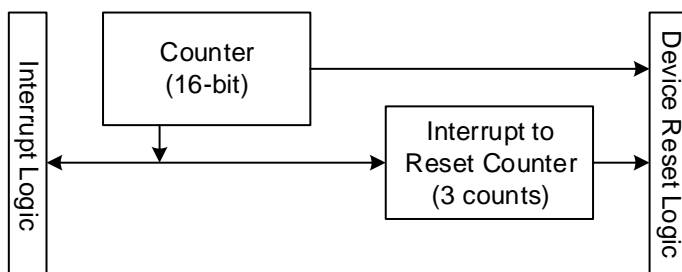 Interrupt Logic
Counter
(16-bit)
Interrupt to
Reset Counter
(3 counts)
Device Reset Logic